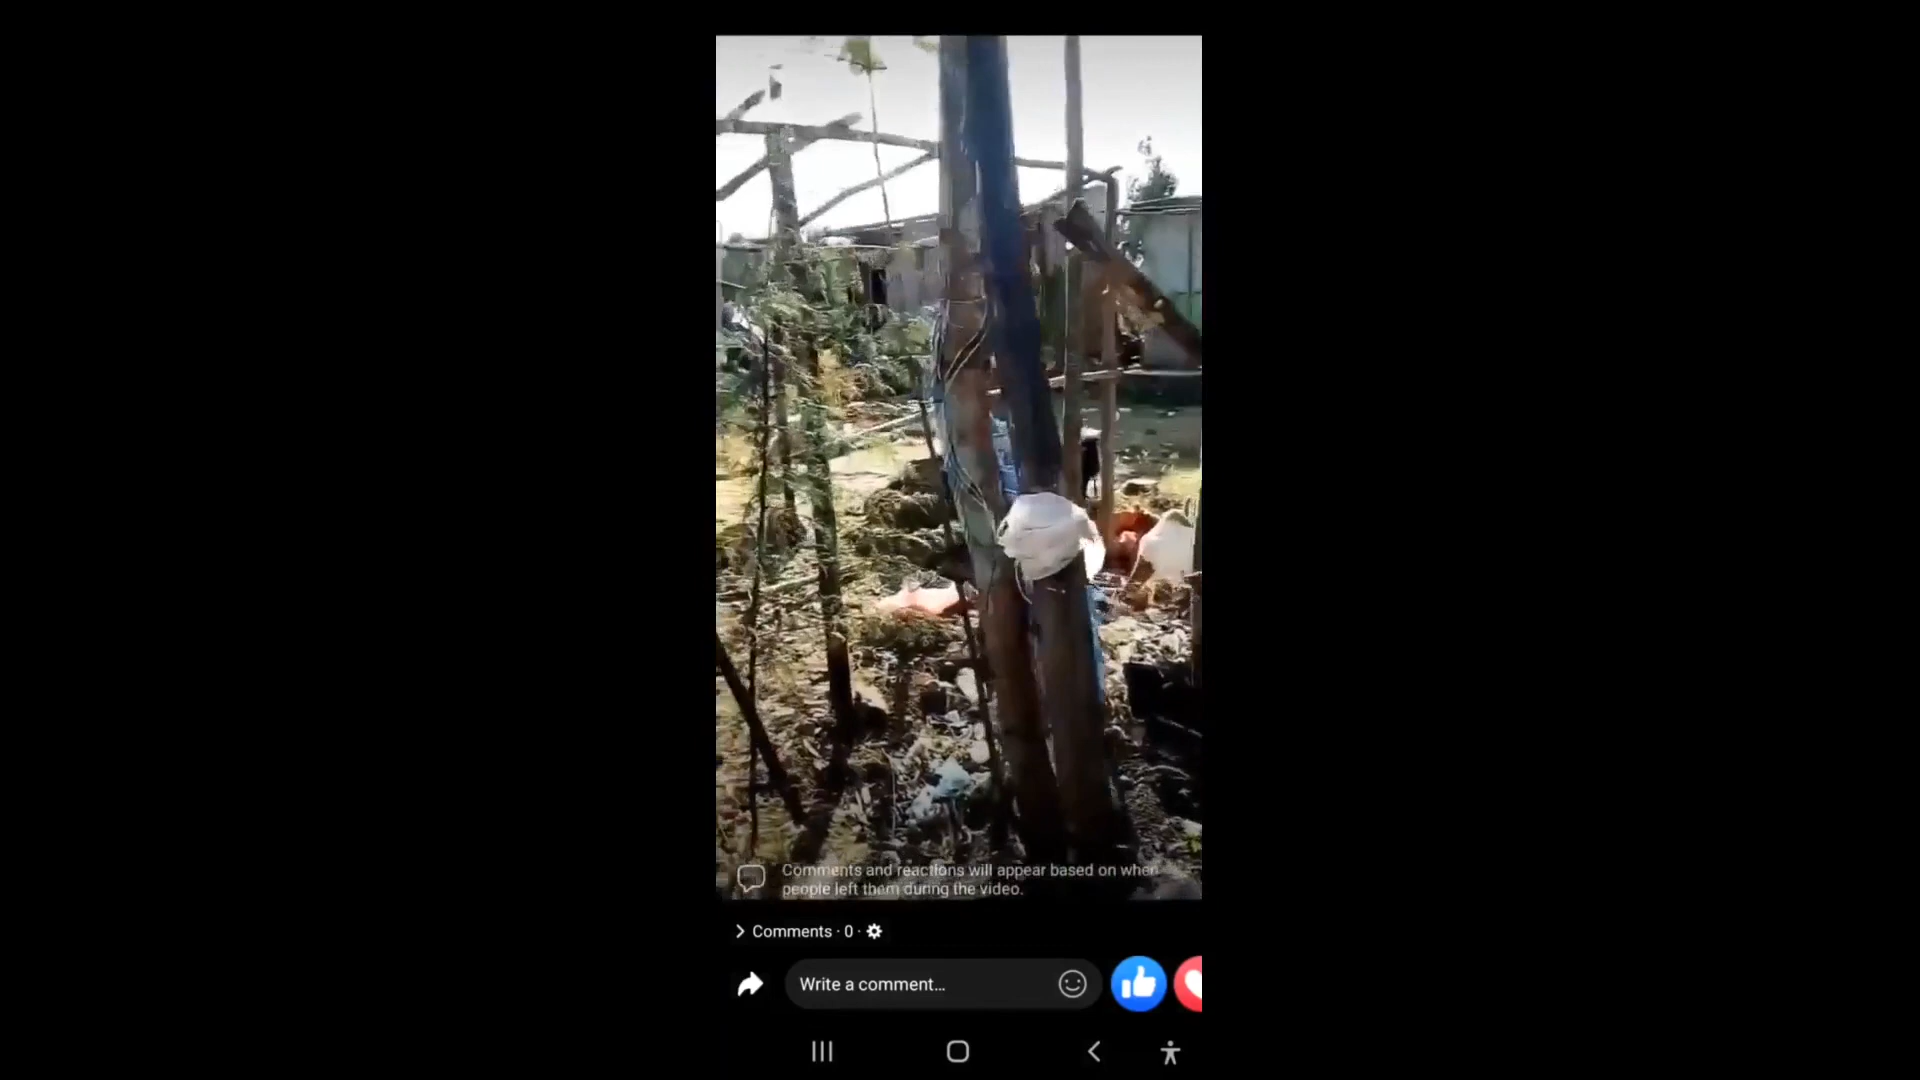 Comments and reactions will appear based on when
people left them during the video.
Comments · 0 ·
Write a comment...